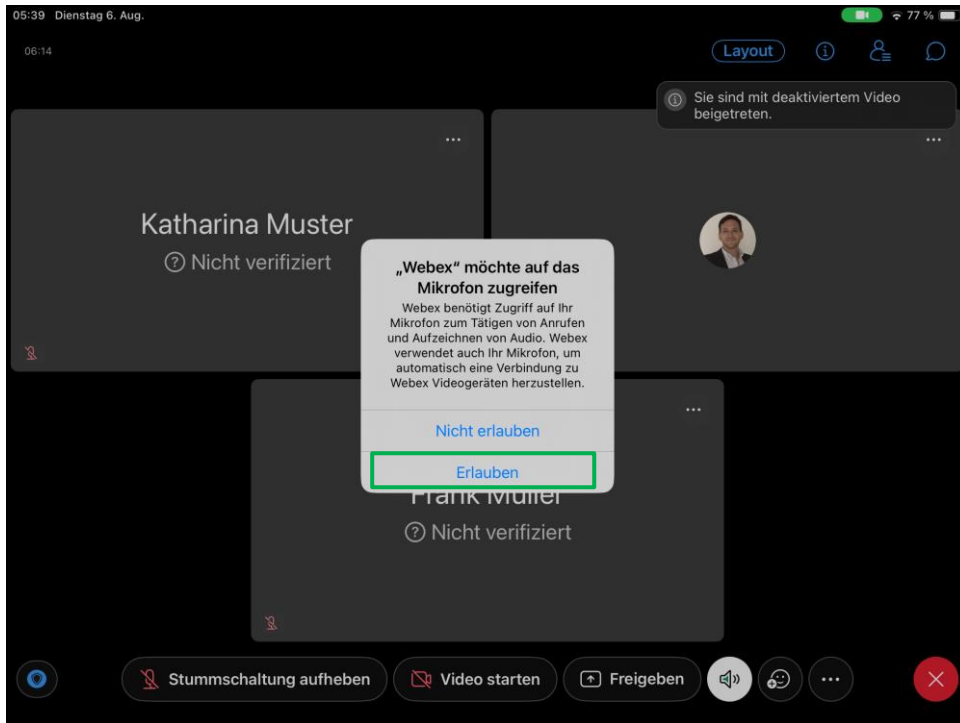 05:39 Dienstag 6. Aug.
77 %
06:14
Layout
Sie sind mit deaktiviertem Video
beigetreten.
Katharina Muster
Nicht verifiziert
„Webex“ möchte auf das
Mikrofon zugreifen
Webex benötigt Zugriff auf Ihr
Mikrofon zum Tätigen von Anrufen
und Aufzeichnen von Audio. Webex
verwendet auch Ihr Mikrofon, um
automatisch eine Verbindung zu
Webex Videogeräten herzustellen.
Nicht erlauben
Erlauben
Frank Müller
Nicht verifiziert
Stummschaltung aufheben
Video starten
Freigeben